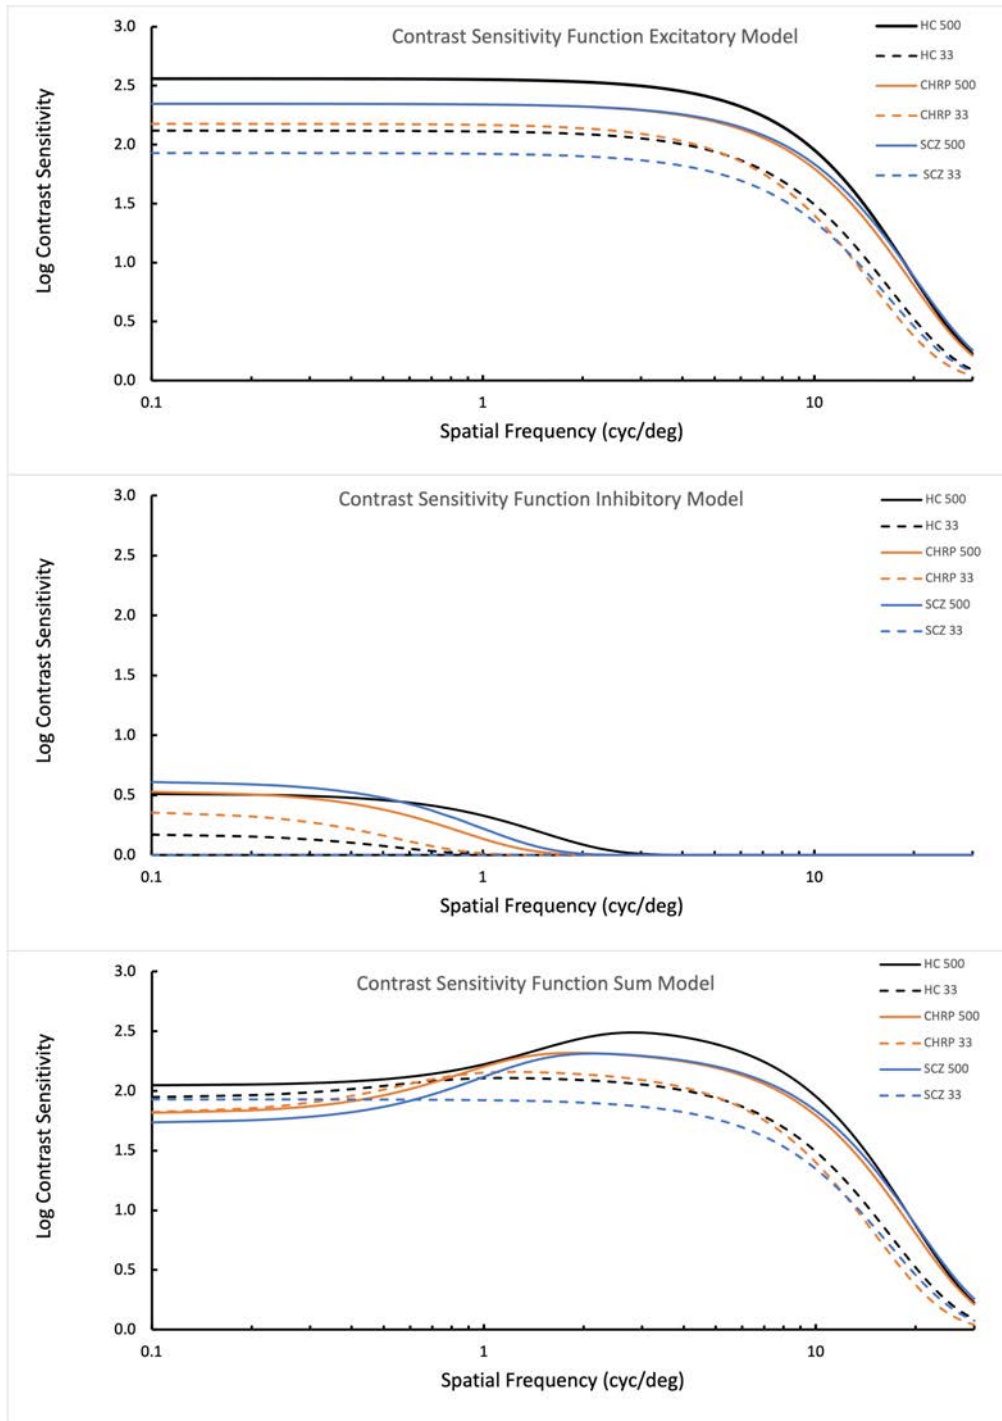 Contrast Sensitivity Function Excitatory Model
Log Contrast Sensitivity
3.0
2.5
2.0
1.5
1.0
0.5
0.0
0.1
1
10
Spatial Frequency (cyc/deg)
HC 500
HC 33
CHRP 500
CHRP 33
SCZ 500
SCZ 33
Contrast Sensitivity Function Inhibitory Model
Log Contrast Sensitivity
3.0
2.5
2.0
1.5
1.0
0.5
0.0
0.1
1
10
Spatial Frequency (cyc/deg)
HC 500
HC 33
CHRP 500
CHRP 33
SCZ 500
SCZ 33
Contrast Sensitivity Function Sum Model
Log Contrast Sensitivity
3.0
2.5
2.0
1.5
1.0
0.5
0.0
0.1
1
10
Spatial Frequency (cyc/deg)
HC 500
HC 33
CHRP 500
CHRP 33
SCZ 500
SCZ 33